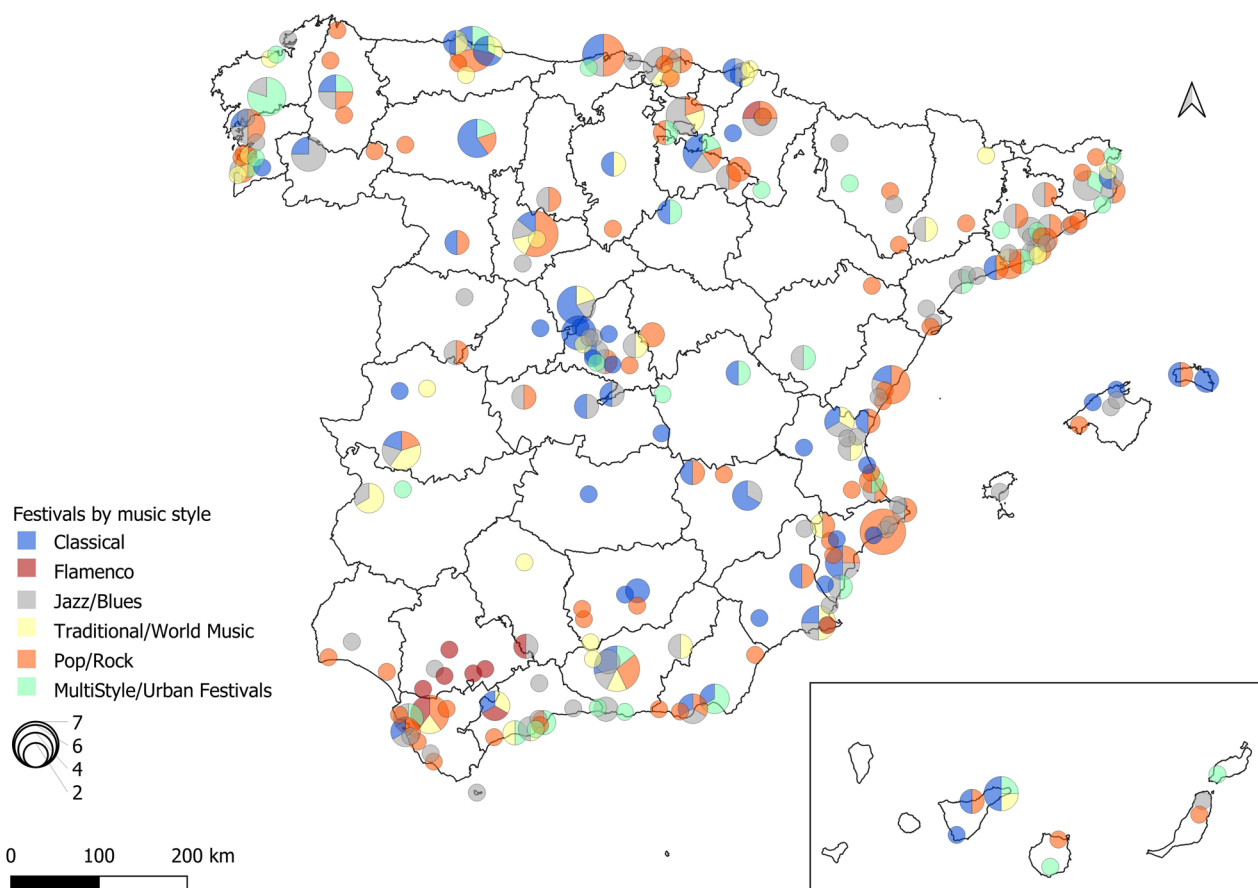 Festivals by music style
Classical
Flamenco
Jazz/Blues
Traditional/World Music
Pop/Rock
MultiStyle/Urban Festivals
7
6
4
2
0 100 200 km